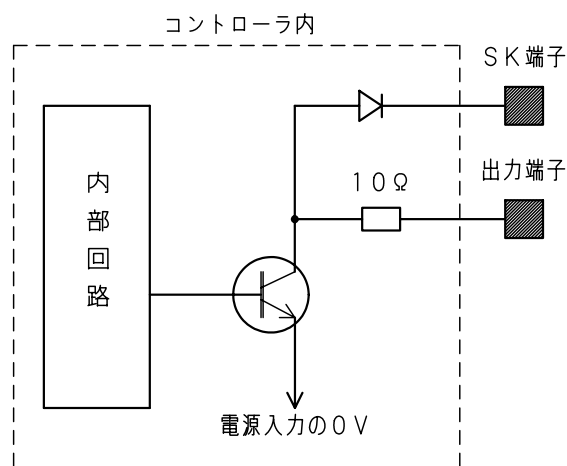 コントローラ内
SK端子
出力端子
10Ω
内部回路
電源入力の0V